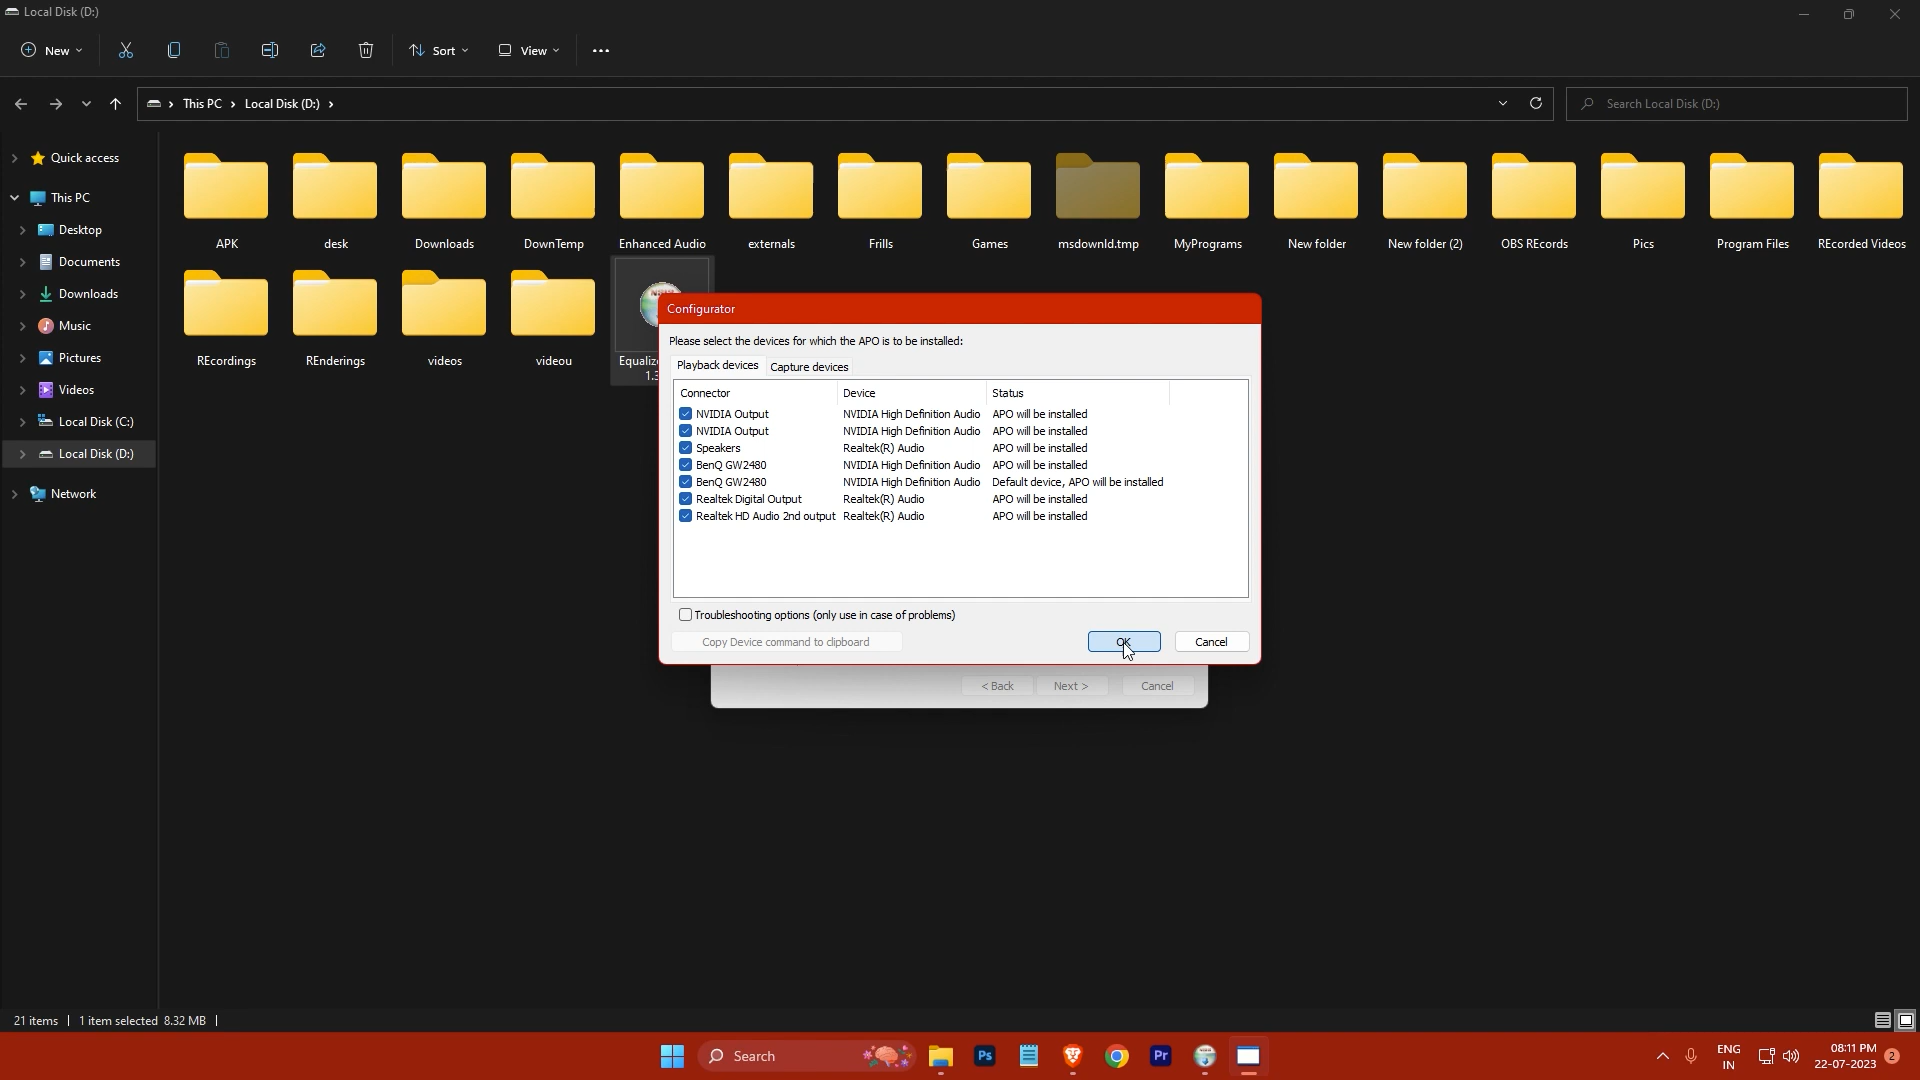 Local Disk (D:)
New
Sort
View
This PC
Local Disk (D:)
Search Local Disk (D:)
Quick access
This PC
Desktop
Documents
Downloads
Music
Pictures
Videos
Local Disk (C:)
Local Disk (D:)
Network
APK
desk
Downloads
DownTemp
Enhanced Audio
externals
Frills
Games
msdownld.tmp
MyPrograms
New folder
New folder (2)
OBS REcords
Pics
Program Files
REcorded Videos
REcordings
REnderings
videos
videou
Configurator
Please select the devices for which the APO is to be installed:
Playback devices Capture devices
Connector Device Status
NVIDIA Output NVIDIA High Definition Audio APO will be installed
NVIDIA Output NVIDIA High Definition Audio APO will be installed
Speakers Realtek(R) Audio APO will be installed
BenQ GW2480 NVIDIA High Definition Audio APO will be installed
BenQ GW2480 NVIDIA High Definition Audio Default device, APO will be installed
Realtek Digital Output Realtek(R) Audio APO will be installed
Realtek HD Audio 2nd output Realtek(R) Audio APO will be installed
Troubleshooting options (only use in case of problems)
Copy Device command to clipboard OK Cancel
< Back Next > Cancel
21 items 1 item selected 8.32 MB
Search
Ps
Pr
ENG
IN
08:11 PM
22-07-2023
2